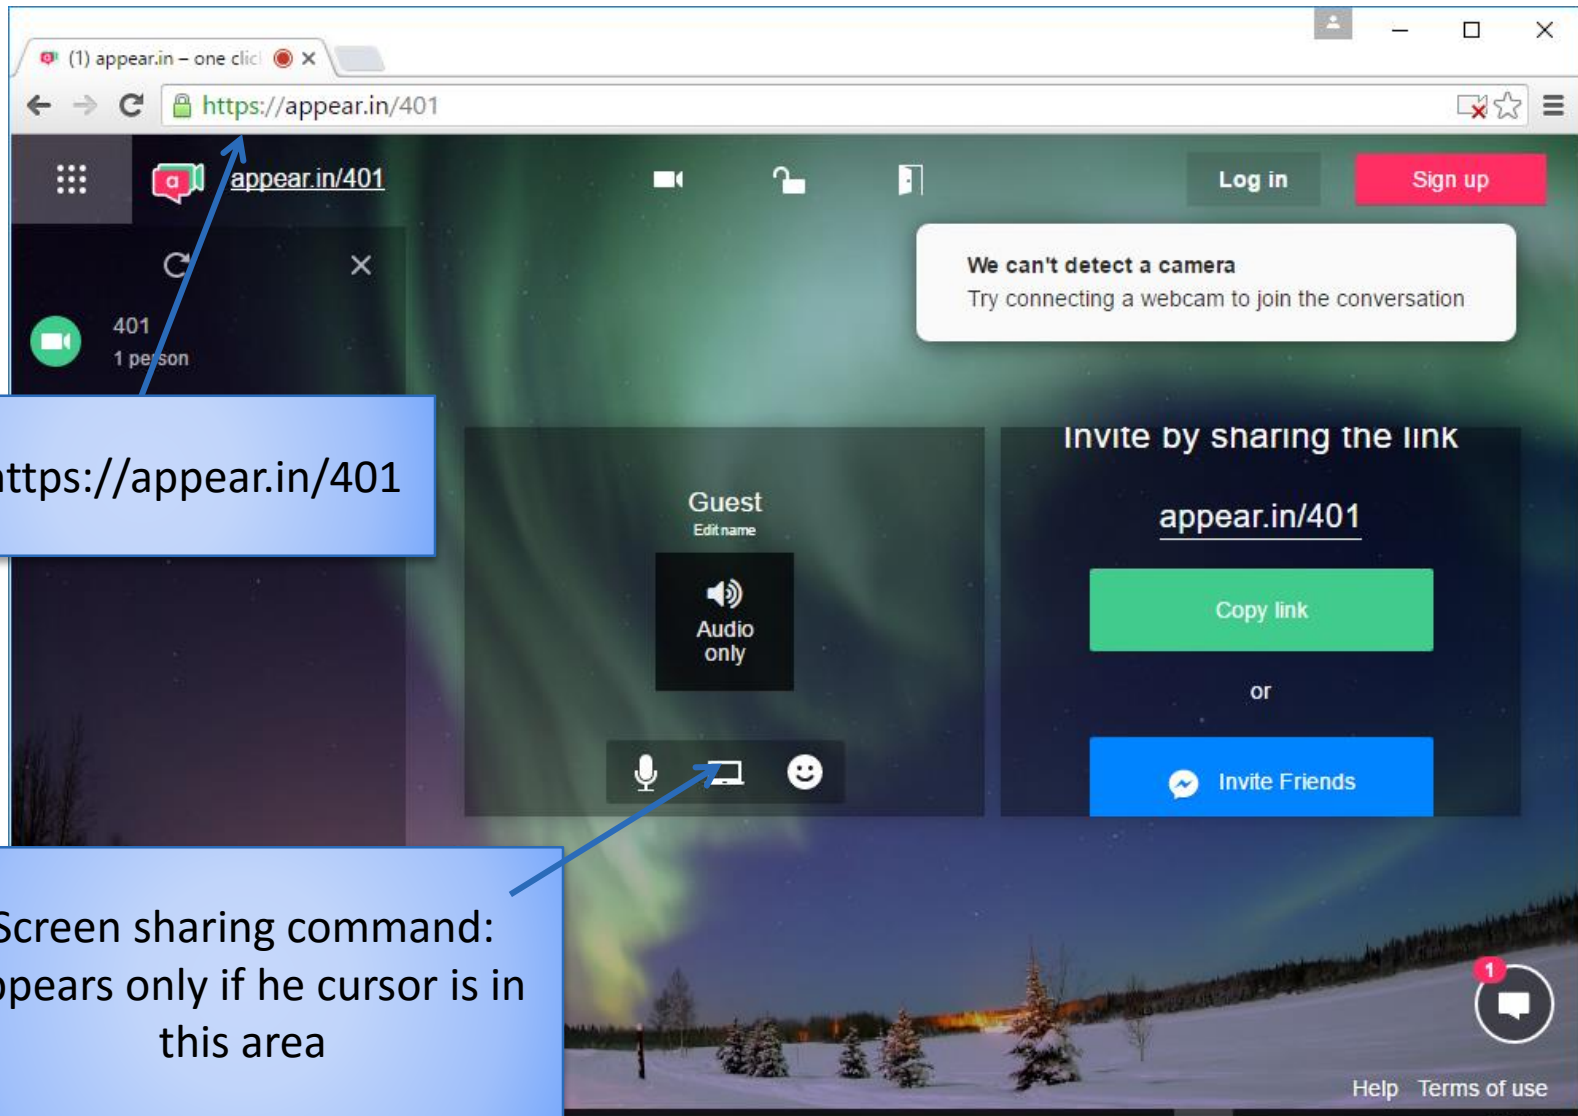 (1) appear.in – one clic
https://appear.in/401
appear.in/401
Log in
Sign up
We can't detect a camera
Try connecting a webcam to join the conversation
401
1 person
ttps://appear.in/401
Invite by sharing the link
appear.in/401
Guest
Edit name
Audio
only
Copy link
or
Invite Friends
Screen sharing command:
ppears only if he cursor is in
this area
1
Help Terms of use